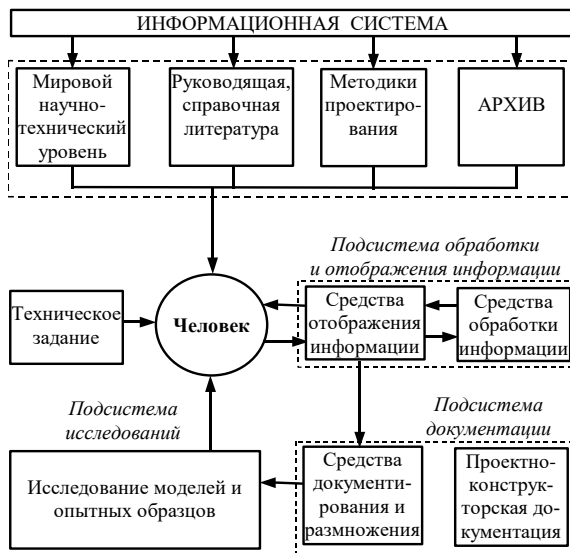 ИНФОРМАЦИОННАЯ СИСТЕМА
Мировой
научно-
технический
уровень
Руководящая,
справочная
литература
Методики
проектиро-
вания
АРХИВ
Подсистема обработки
и отображения информации
Техническое
задание
Человек
Средства
отображения
информации
Средства
обработки
информации
Подсистема
исследований
Подсистема
документации
Исследование моделей и
опытных образцов
Средства
документи-
рования и
размножения
Проектно-
конструк-
торская до-
кументация